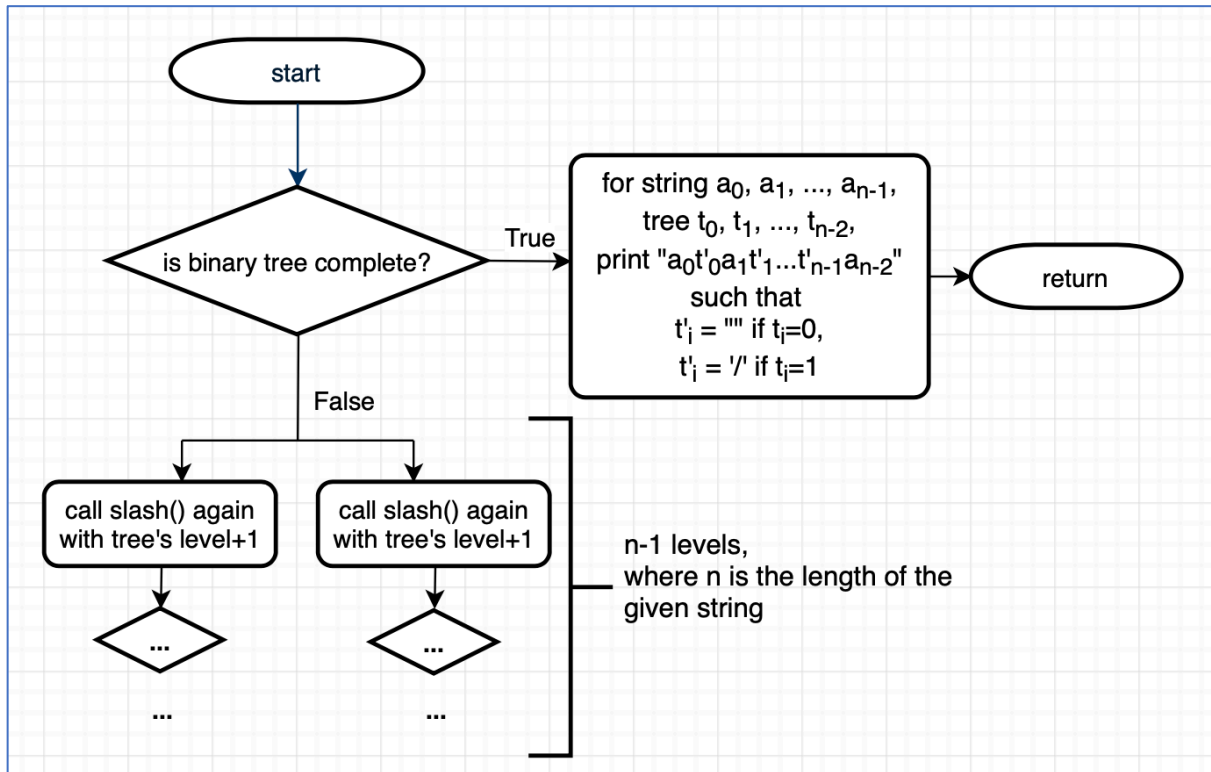 start
is binary tree complete?
True
for string a₀, a₁, ..., aₙ₋₁,
tree t₀, t₁, ..., tₙ₋₂,
print "a₀t'₀a₁t'₁...t'ₙ₋₁aₙ₋₂"
such that
t'ᵢ = "" if tᵢ=0,
t'ᵢ = '/' if tᵢ=1
return
False
call slash() again
with tree's level+1
call slash() again
with tree's level+1
n-1 levels,
where n is the length of the
given string
...
...
...
...